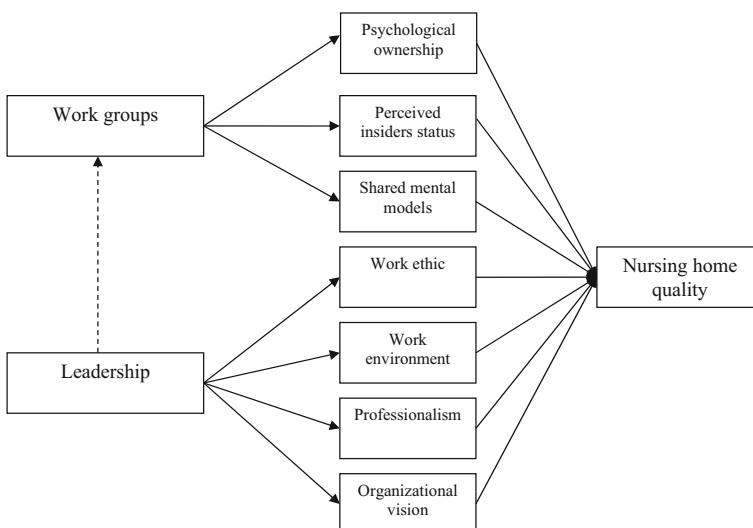 Psychological
ownership
Work groups
Perceived
insiders status
Shared mental
models
Work ethic
Nursing home
quality
Work
environment
Leadership
Professionalism
Organizational
vision